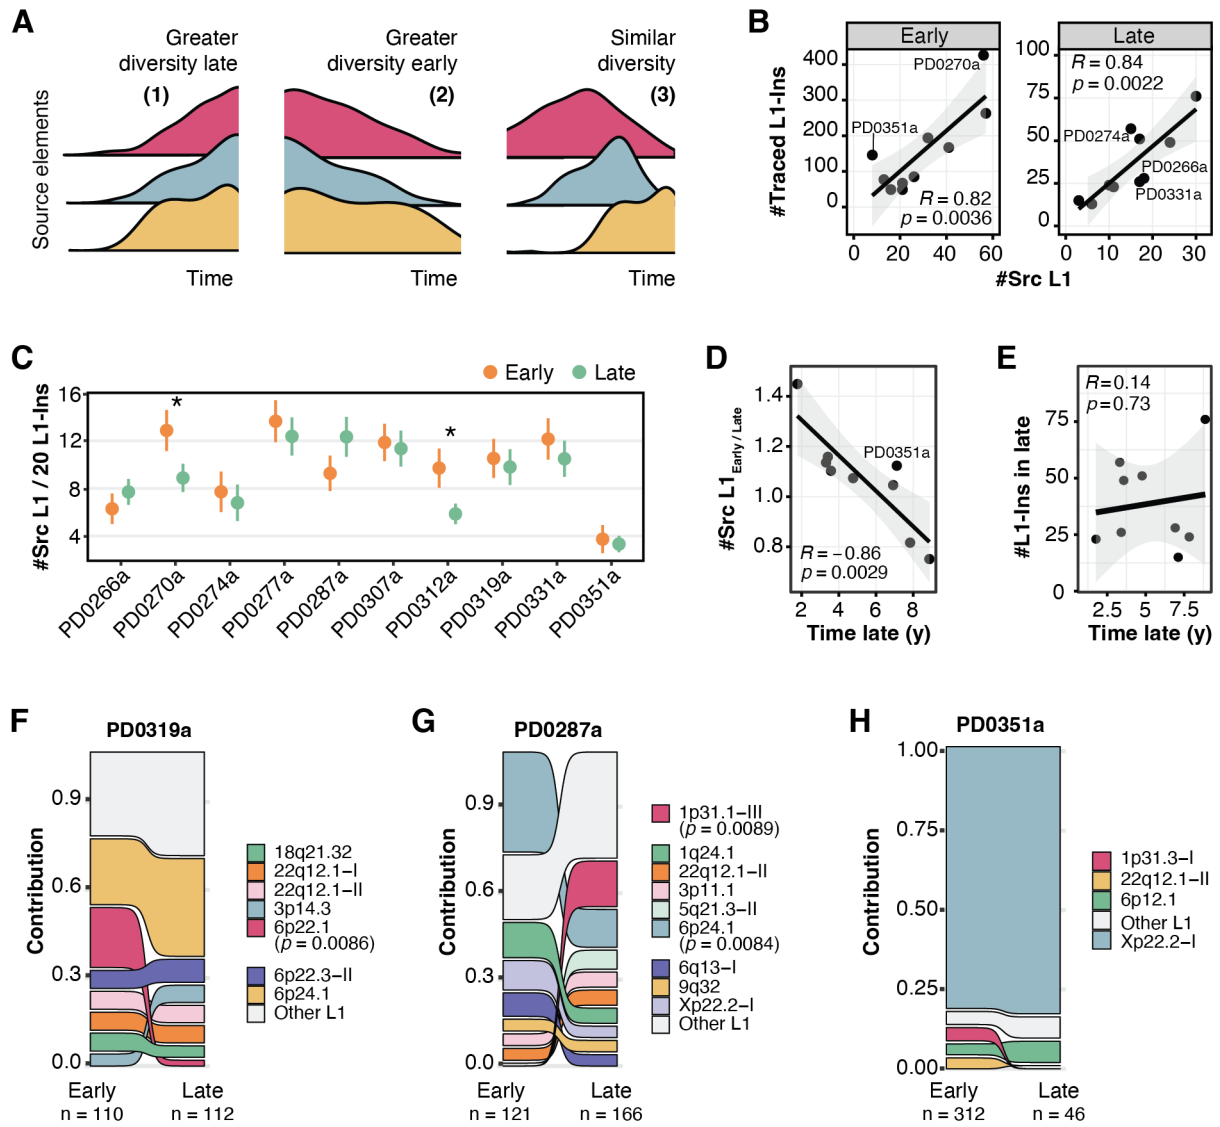 A
Greater
diversity late
(1)
Greater
diversity early
(2)
Similar
diversity
(3)
Source elements
Time
Time
Time
B
Early
Late
#Traced L1-Ins
400
300
200
100
0
PD0270a
PD0351a
R = 0.82
p = 0.0036
0
20
40
60
100
75
50
25
0
R = 0.84
p = 0.0022
PD0274a
PD0266a
PD0331a
0
10
20
30
#Src L1
C
Early
Late
#Src L1 / 20 L1-Ins
16
12
8
4
*
*
PD0266a
PD0270a
PD0274a
PD0277a
PD0287a
PD0307a
PD0312a
PD0319a
PD0331a
PD0351a
D
#Src L1Early / Late
1.4
1.2
1.0
0.8
PD0351a
R = −0.86
p = 0.0029
2
4
6
8
Time late (y)
E
#L1-Ins in late
R = 0.14
p = 0.73
75
50
25
0
2.5
5
7.5
Time late (y)
F
PD0319a
Contribution
0.9
0.6
0.3
0.0
Early
n = 110
Late
n = 112
18q21.32
22q12.1−I
22q12.1−II
3p14.3
6p22.1
(p = 0.0086)
6p22.3−II
6p24.1
Other L1
G
PD0287a
Contribution
0.9
0.6
0.3
0.0
Early
n = 121
Late
n = 166
1p31.1−III
(p = 0.0089)
1q24.1
22q12.1−II
3p11.1
5q21.3−II
6p24.1
(p = 0.0084)
6q13−I
9q32
Xp22.2−I
Other L1
H
PD0351a
Contribution
1.00
0.75
0.50
0.25
0.00
Early
n = 312
Late
n = 46
1p31.3−I
22q12.1−II
6p12.1
Other L1
Xp22.2−I